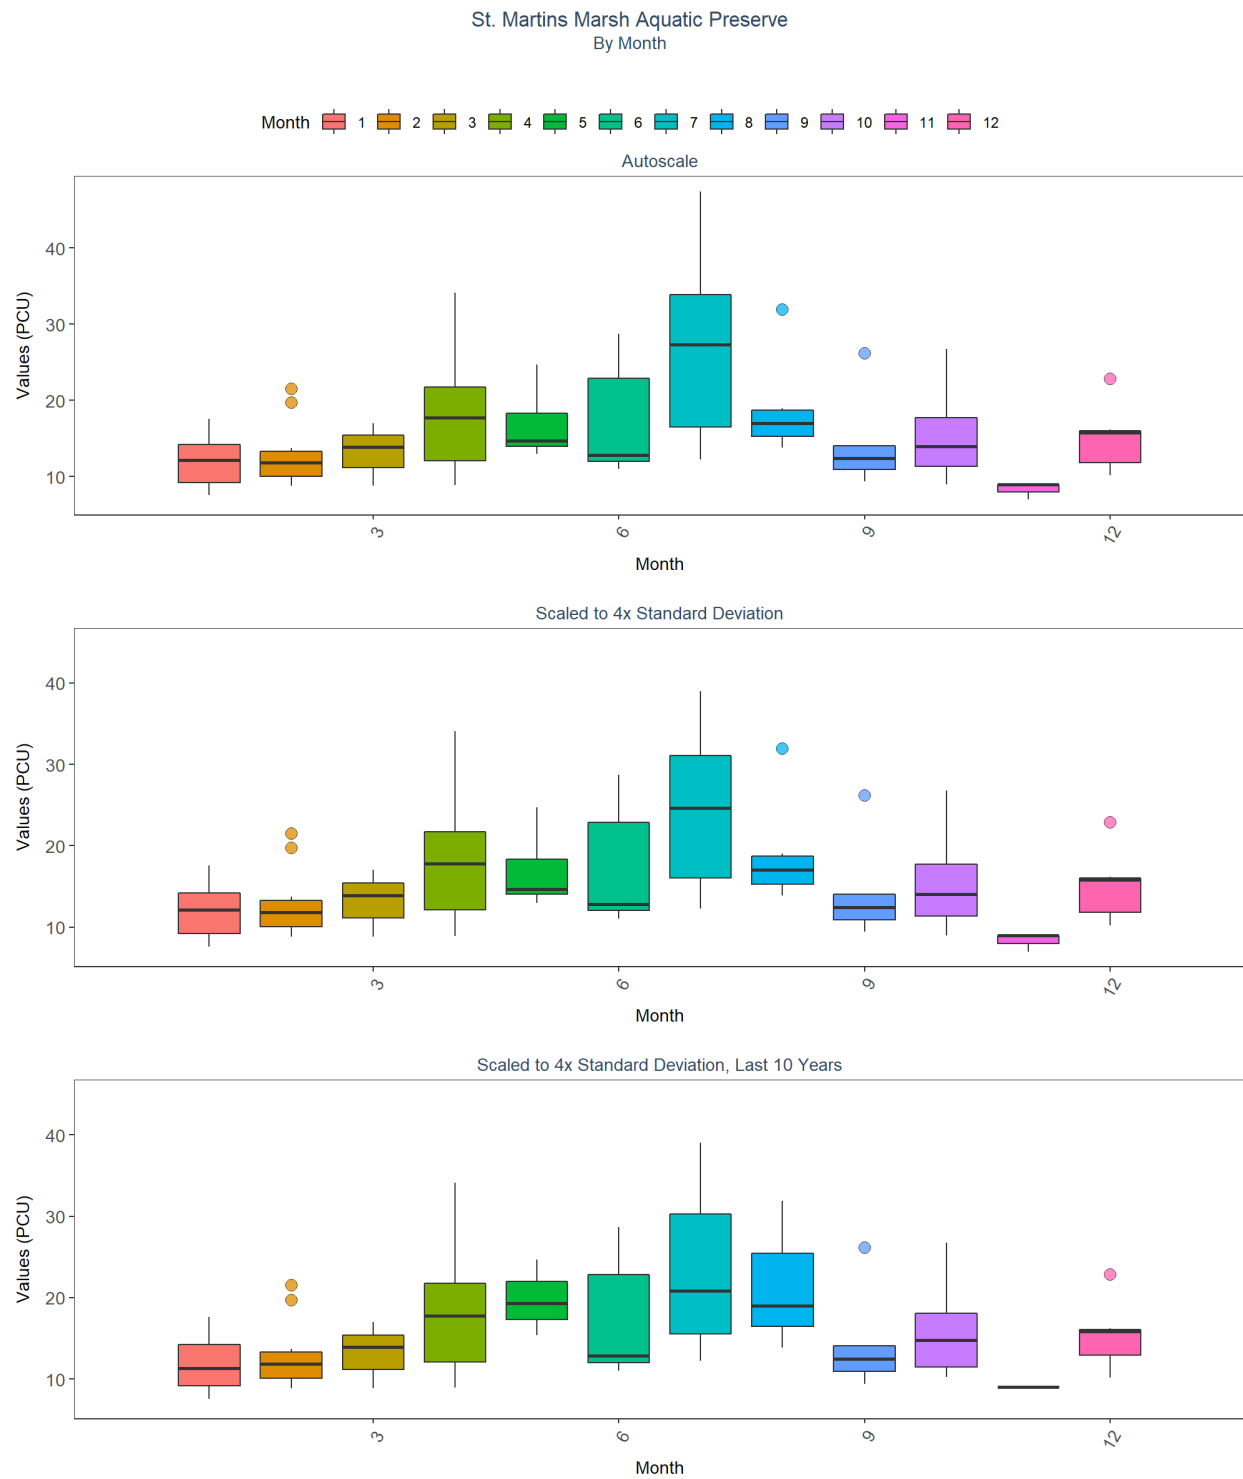 St. Martins Marsh Aquatic Preserve
By Month
Month 1 2 3 4 5 6 7 8 9 10 11 12
Autoscale
Values (PCU)
40
30
20
10
3 6 9 12
Month
Scaled to 4x Standard Deviation
Values (PCU)
40
30
20
10
3 6 9 12
Month
Scaled to 4x Standard Deviation, Last 10 Years
Values (PCU)
40
30
20
10
3 6 9 12
Month